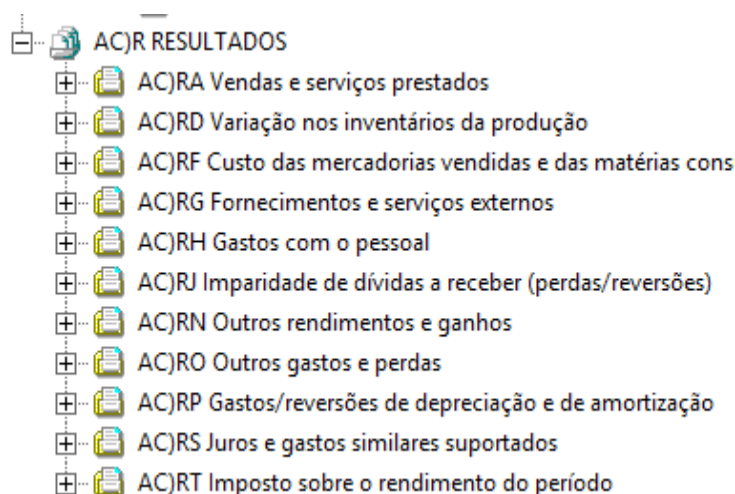 AC)R RESULTADOS
AC)RA Vendas e serviços prestados
AC)RD Variação nos inventários da produção
AC)RF Custo das mercadorias vendidas e das matérias cons
AC)RG Fornecimentos e serviços externos
AC)RH Gastos com o pessoal
AC)RJ Imparidade de dívidas a receber (perdas/reversões)
AC)RN Outros rendimentos e ganhos
AC)RO Outros gastos e perdas
AC)RP Gastos/reversões de depreciação e de amortização
AC)RS Juros e gastos similares suportados
AC)RT Imposto sobre o rendimento do período